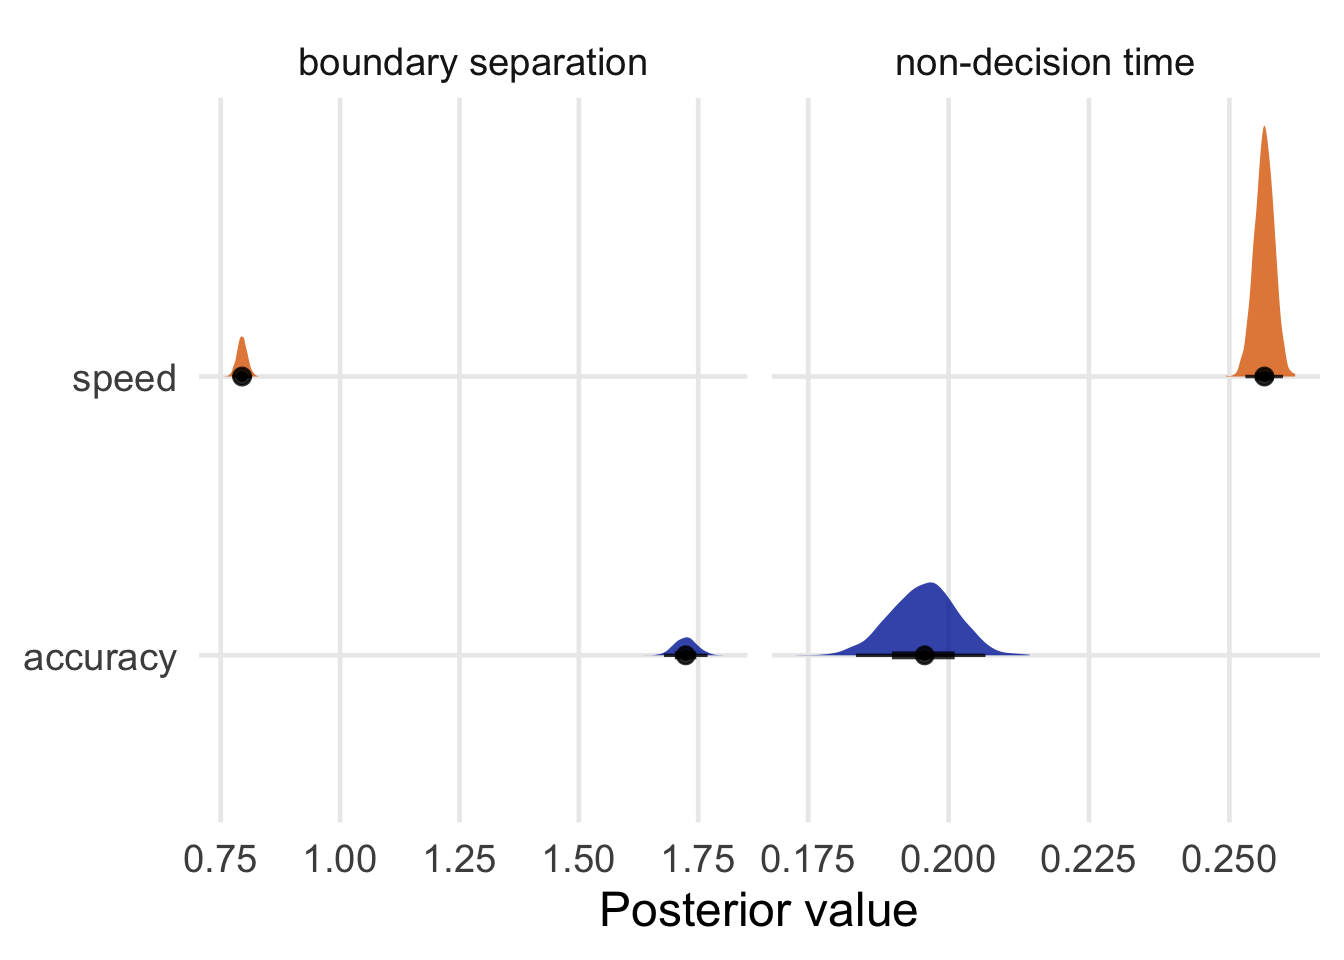 boundary separation
non-decision time
speed
accuracy
0.75 1.00 1.25 1.50 1.75 0.175 0.200 0.225 0.250
Posterior value